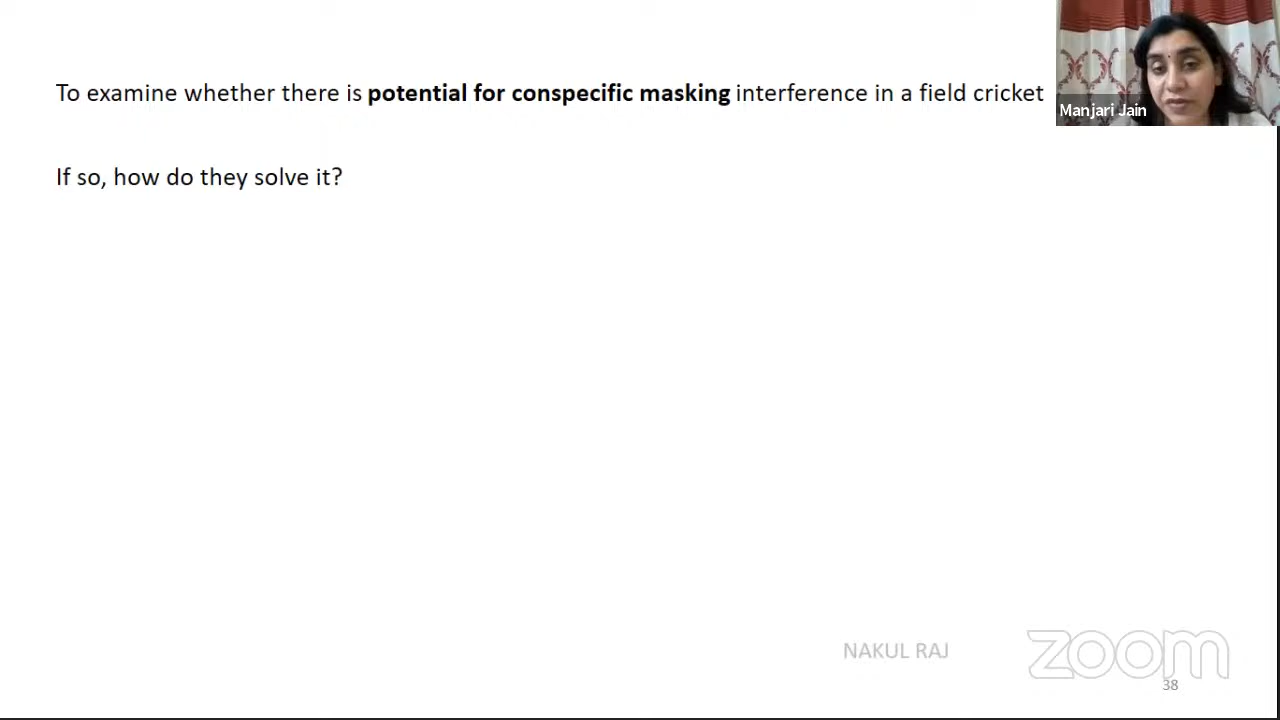 To examine whether there is potential for conspecific masking interference in a field cricket
Manjari Jain
If so, how do they solve it?
NAKUL RAJ
zoom
38